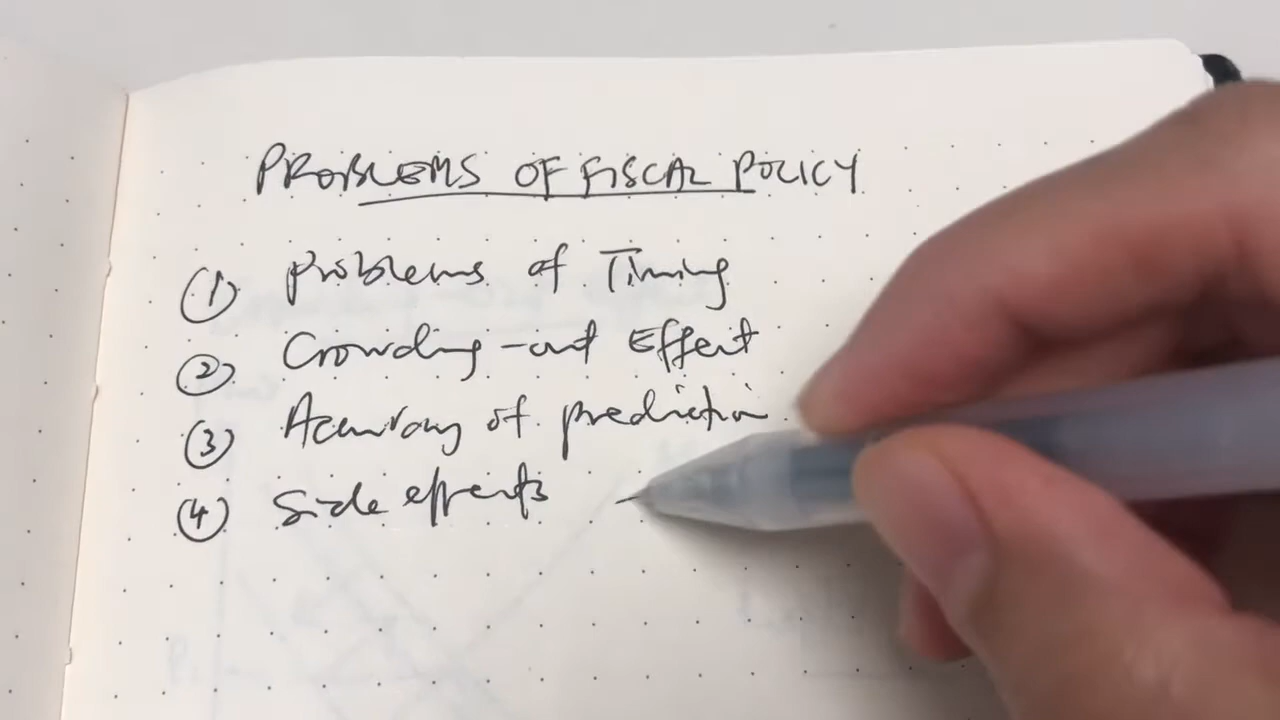 PROBLEMS OF FISCAL POLICY
① Problems of Timing
② Crowding-out Effect
③ Accuracy of prediction
④ Side effects